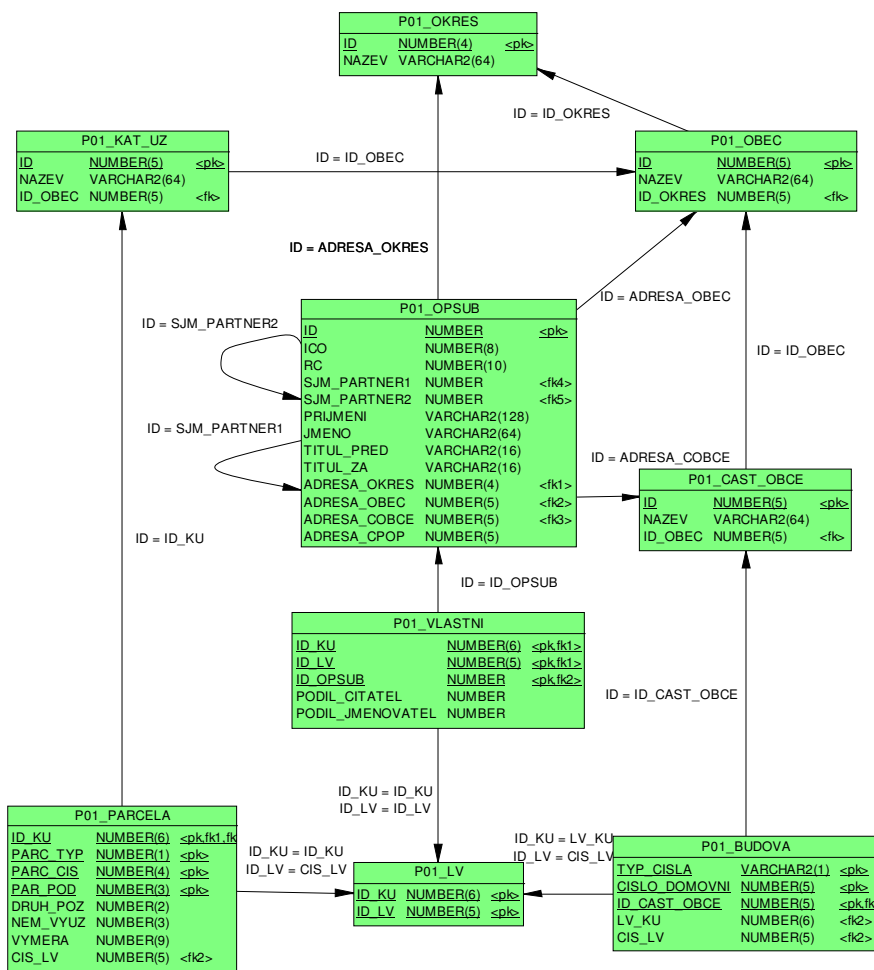 P01_OKRES
ID NUMBER(4) <pk>
NAZEV VARCHAR2(64)
ID = ID_OKRES
P01_KAT_UZ
ID NUMBER(5) <pk>
NAZEV VARCHAR2(64)
ID_OBEC NUMBER(5) <fk>
ID = ID_OBEC
P01_OBEC
ID NUMBER(5) <pk>
NAZEV VARCHAR2(64)
ID_OKRES NUMBER(5) <fk>
ID = ADRESA_OKRES
ID = ADRESA_OBEC
ID = SJM_PARTNER2
ID = SJM_PARTNER1
P01_OPSUB
ID NUMBER <pk>
ICO NUMBER(8)
RC NUMBER(10)
SJM_PARTNER1 NUMBER <fk4>
SJM_PARTNER2 NUMBER <fk5>
PRIJMENI VARCHAR2(128)
JMENO VARCHAR2(64)
TITUL_PRED VARCHAR2(16)
TITUL_ZA VARCHAR2(16)
ADRESA_OKRES NUMBER(4) <fk1>
ADRESA_OBEC NUMBER(5) <fk2>
ADRESA_COBCE NUMBER(5) <fk3>
ADRESA_CPOP NUMBER(5)
ID = ID_OBEC
ID = ADRESA_COBCE
P01_CAST_OBCE
ID NUMBER(5) <pk>
NAZEV VARCHAR2(64)
ID_OBEC NUMBER(5) <fk>
ID = ID_KU
ID = ID_OPSUB
P01_VLASTNI
ID_KU NUMBER(6) <pk,fk1>
ID_LV NUMBER(5) <pk,fk1>
ID_OPSUB NUMBER <pk,fk2>
PODIL_CITATEL NUMBER
PODIL_JMENOVATEL NUMBER
ID = ID_CAST_OBCE
ID_KU = ID_KU
ID_LV = ID_LV
P01_PARCELA
ID_KU NUMBER(6) <pk,fk1,fk
PARC_TYP NUMBER(1) <pk>
PARC_CIS NUMBER(4) <pk>
PAR_POD NUMBER(3) <pk>
DRUH_POZ NUMBER(2)
NEM_VYUZ NUMBER(3)
VYMERA NUMBER(9)
CIS_LV NUMBER(5) <fk2>
ID_KU = ID_KU
ID_LV = CIS_LV
P01_LV
ID_KU NUMBER(6) <pk>
ID_LV NUMBER(5) <pk>
ID_KU = LV_KU
ID_LV = CIS_LV
P01_BUDOVA
TYP_CISLA VARCHAR2(1) <pk>
CISLO_DOMOVNI NUMBER(5) <pk>
ID_CAST_OBCE NUMBER(5) <pk,fk
LV_KU NUMBER(6) <fk2>
CIS_LV NUMBER(5) <fk2>